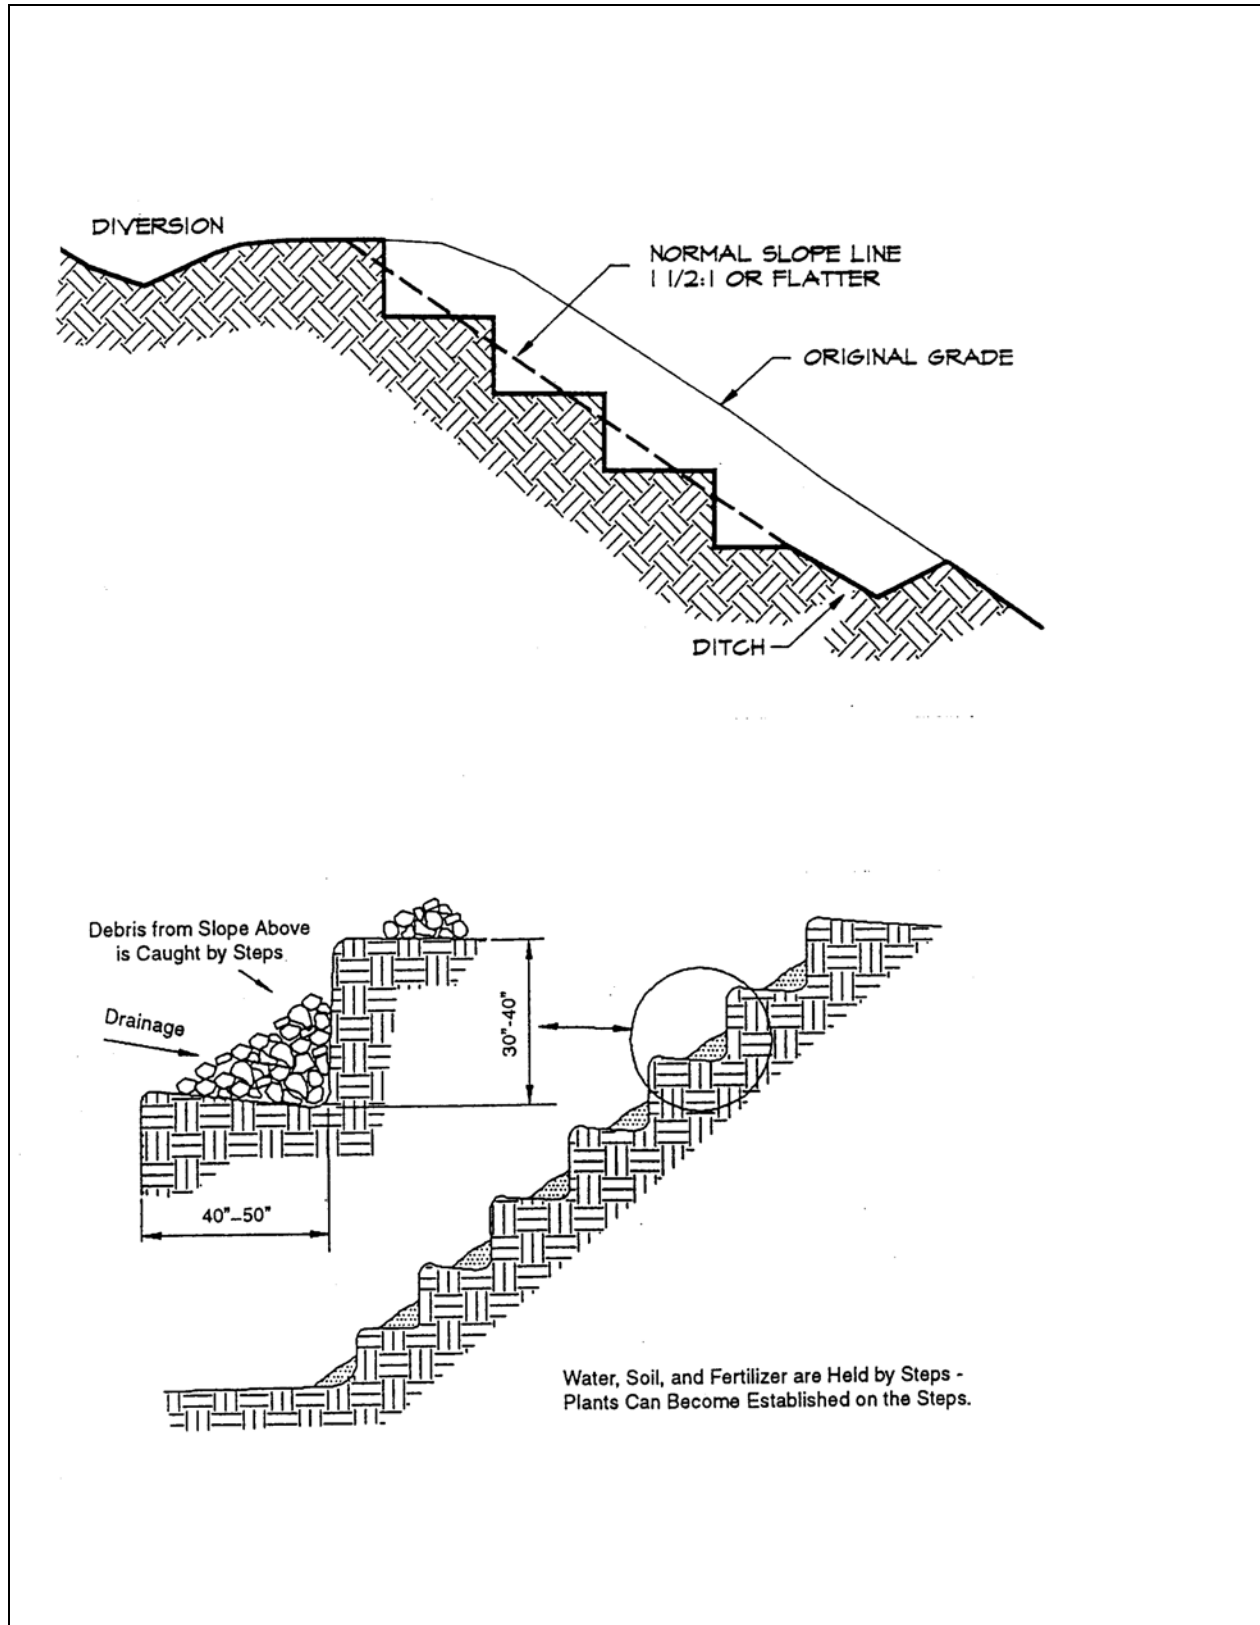 DIVERSION
NORMAL SLOPE LINE
1 1/2:1 OR FLATTER
ORIGINAL GRADE
DITCH
Debris from Slope Above
is Caught by Steps
Drainage
30"-40"
40"-50"
Water, Soil, and Fertilizer are Held by Steps -
Plants Can Become Established on the Steps.